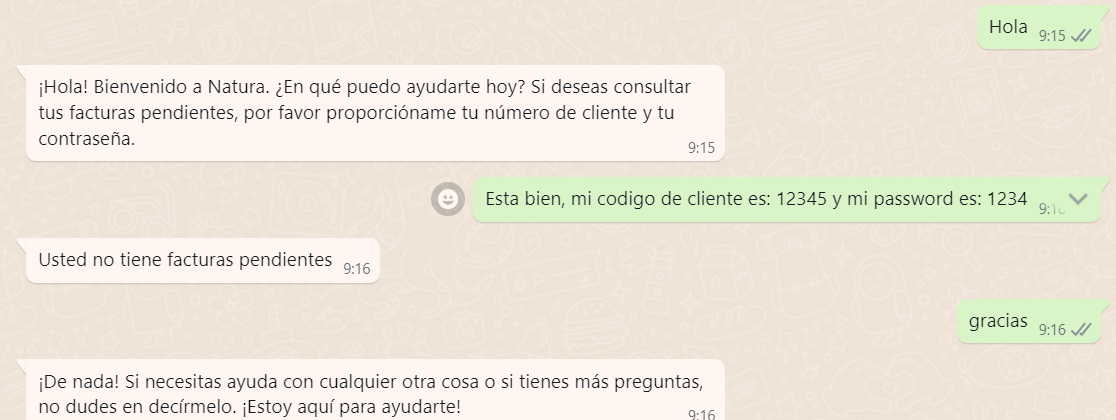 Hola 9:15
¡Hola! Bienvenido a Natura. ¿En qué puedo ayudarte hoy? Si deseas consultar
tus facturas pendientes, por favor proporcióname tu número de cliente y tu
contraseña.
9:15
Esta bien, mi codigo de cliente es: 12345 y mi password es: 1234
Usted no tiene facturas pendientes 9:16
gracias 9:16
¡De nada! Si necesitas ayuda con cualquier otra cosa o si tienes más preguntas,
no dudes en decírmelo. ¡Estoy aquí para ayudarte!
9:16